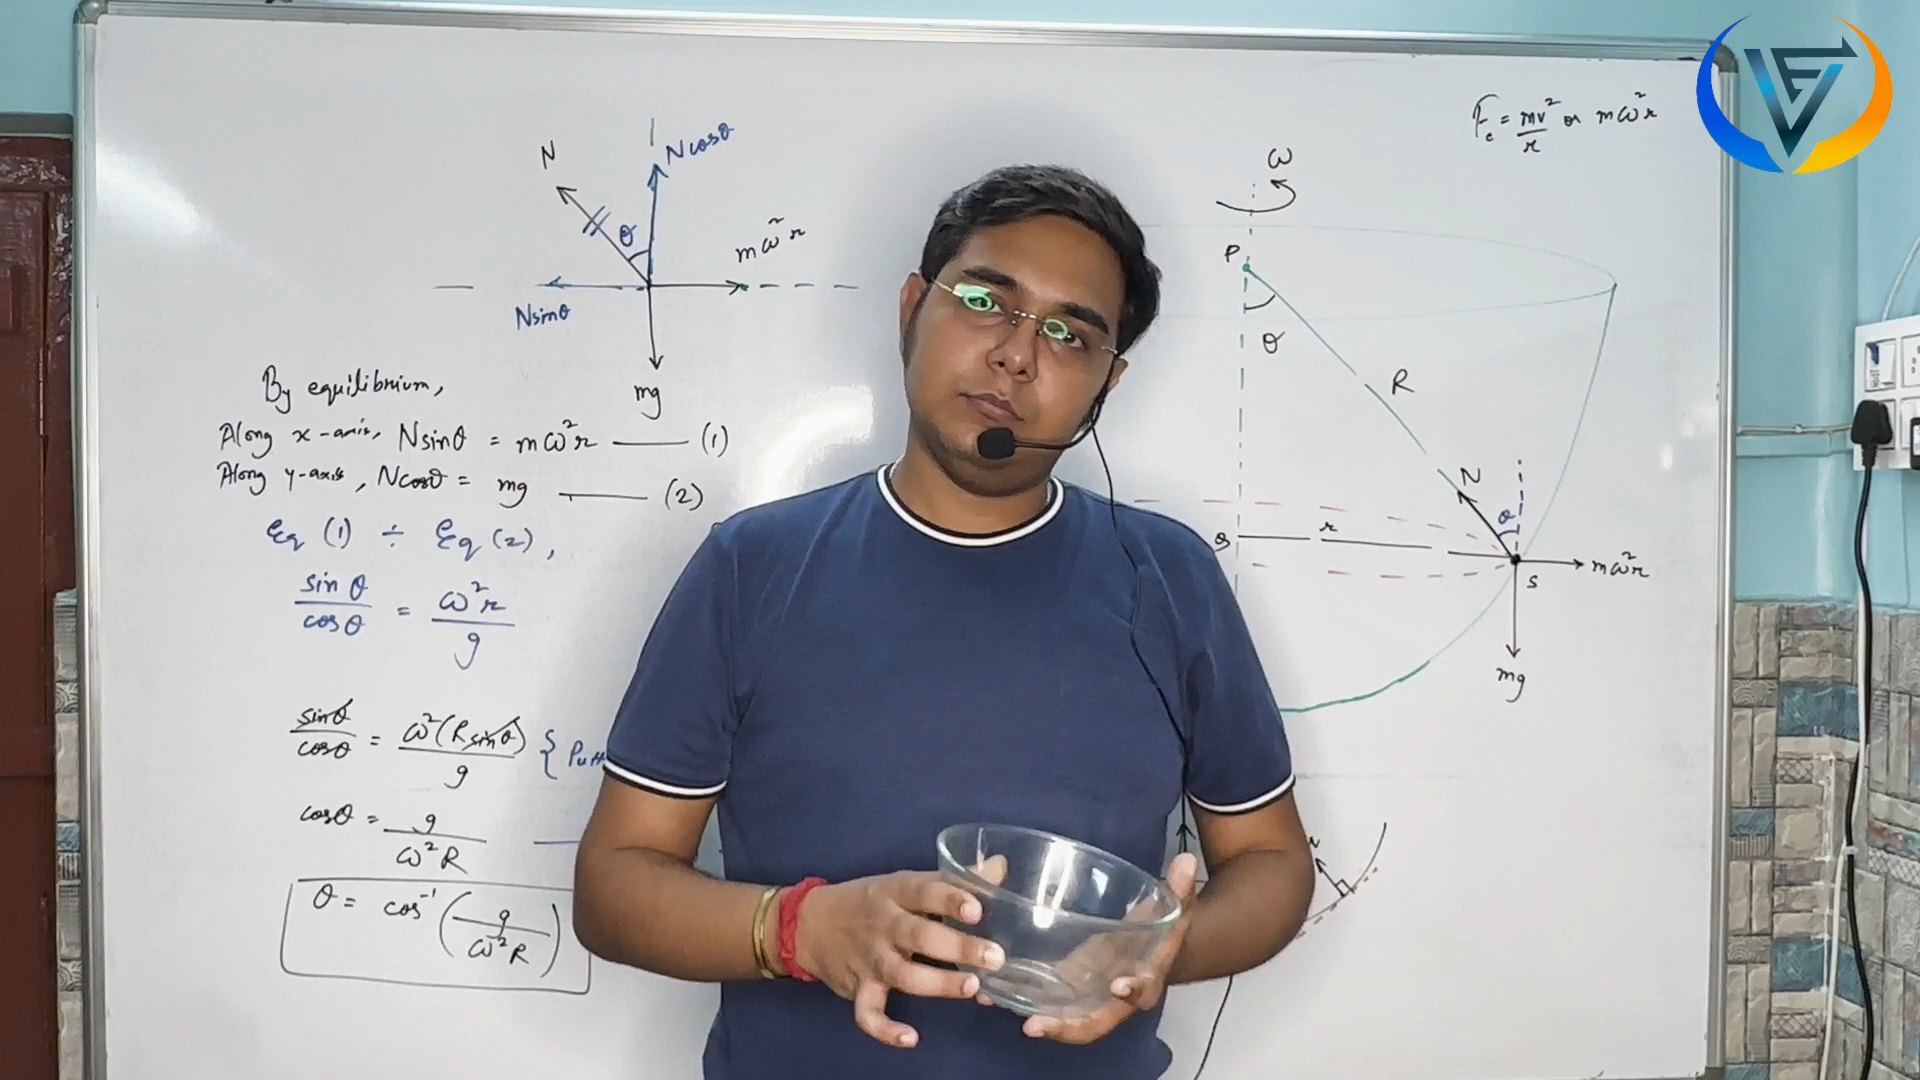 N
Ncosθ
θ
mω²r
Nsinθ
mg
By equilibrium,
Along x-axis, Nsinθ = mω²r —— (1)
Along y-axis, Ncosθ = mg —— (2)
Eq (1) ÷ Eq (2),
sinθ/cosθ = ω²r/g
sinθ/cosθ = ω²(Rsinθ)/g {
cosθ = g/ω²R
θ = cos⁻¹(g/ω²R)
F_c = mv²/r or mω²r
ω
P
θ
R
N
θ
r
mω²r
S
mg